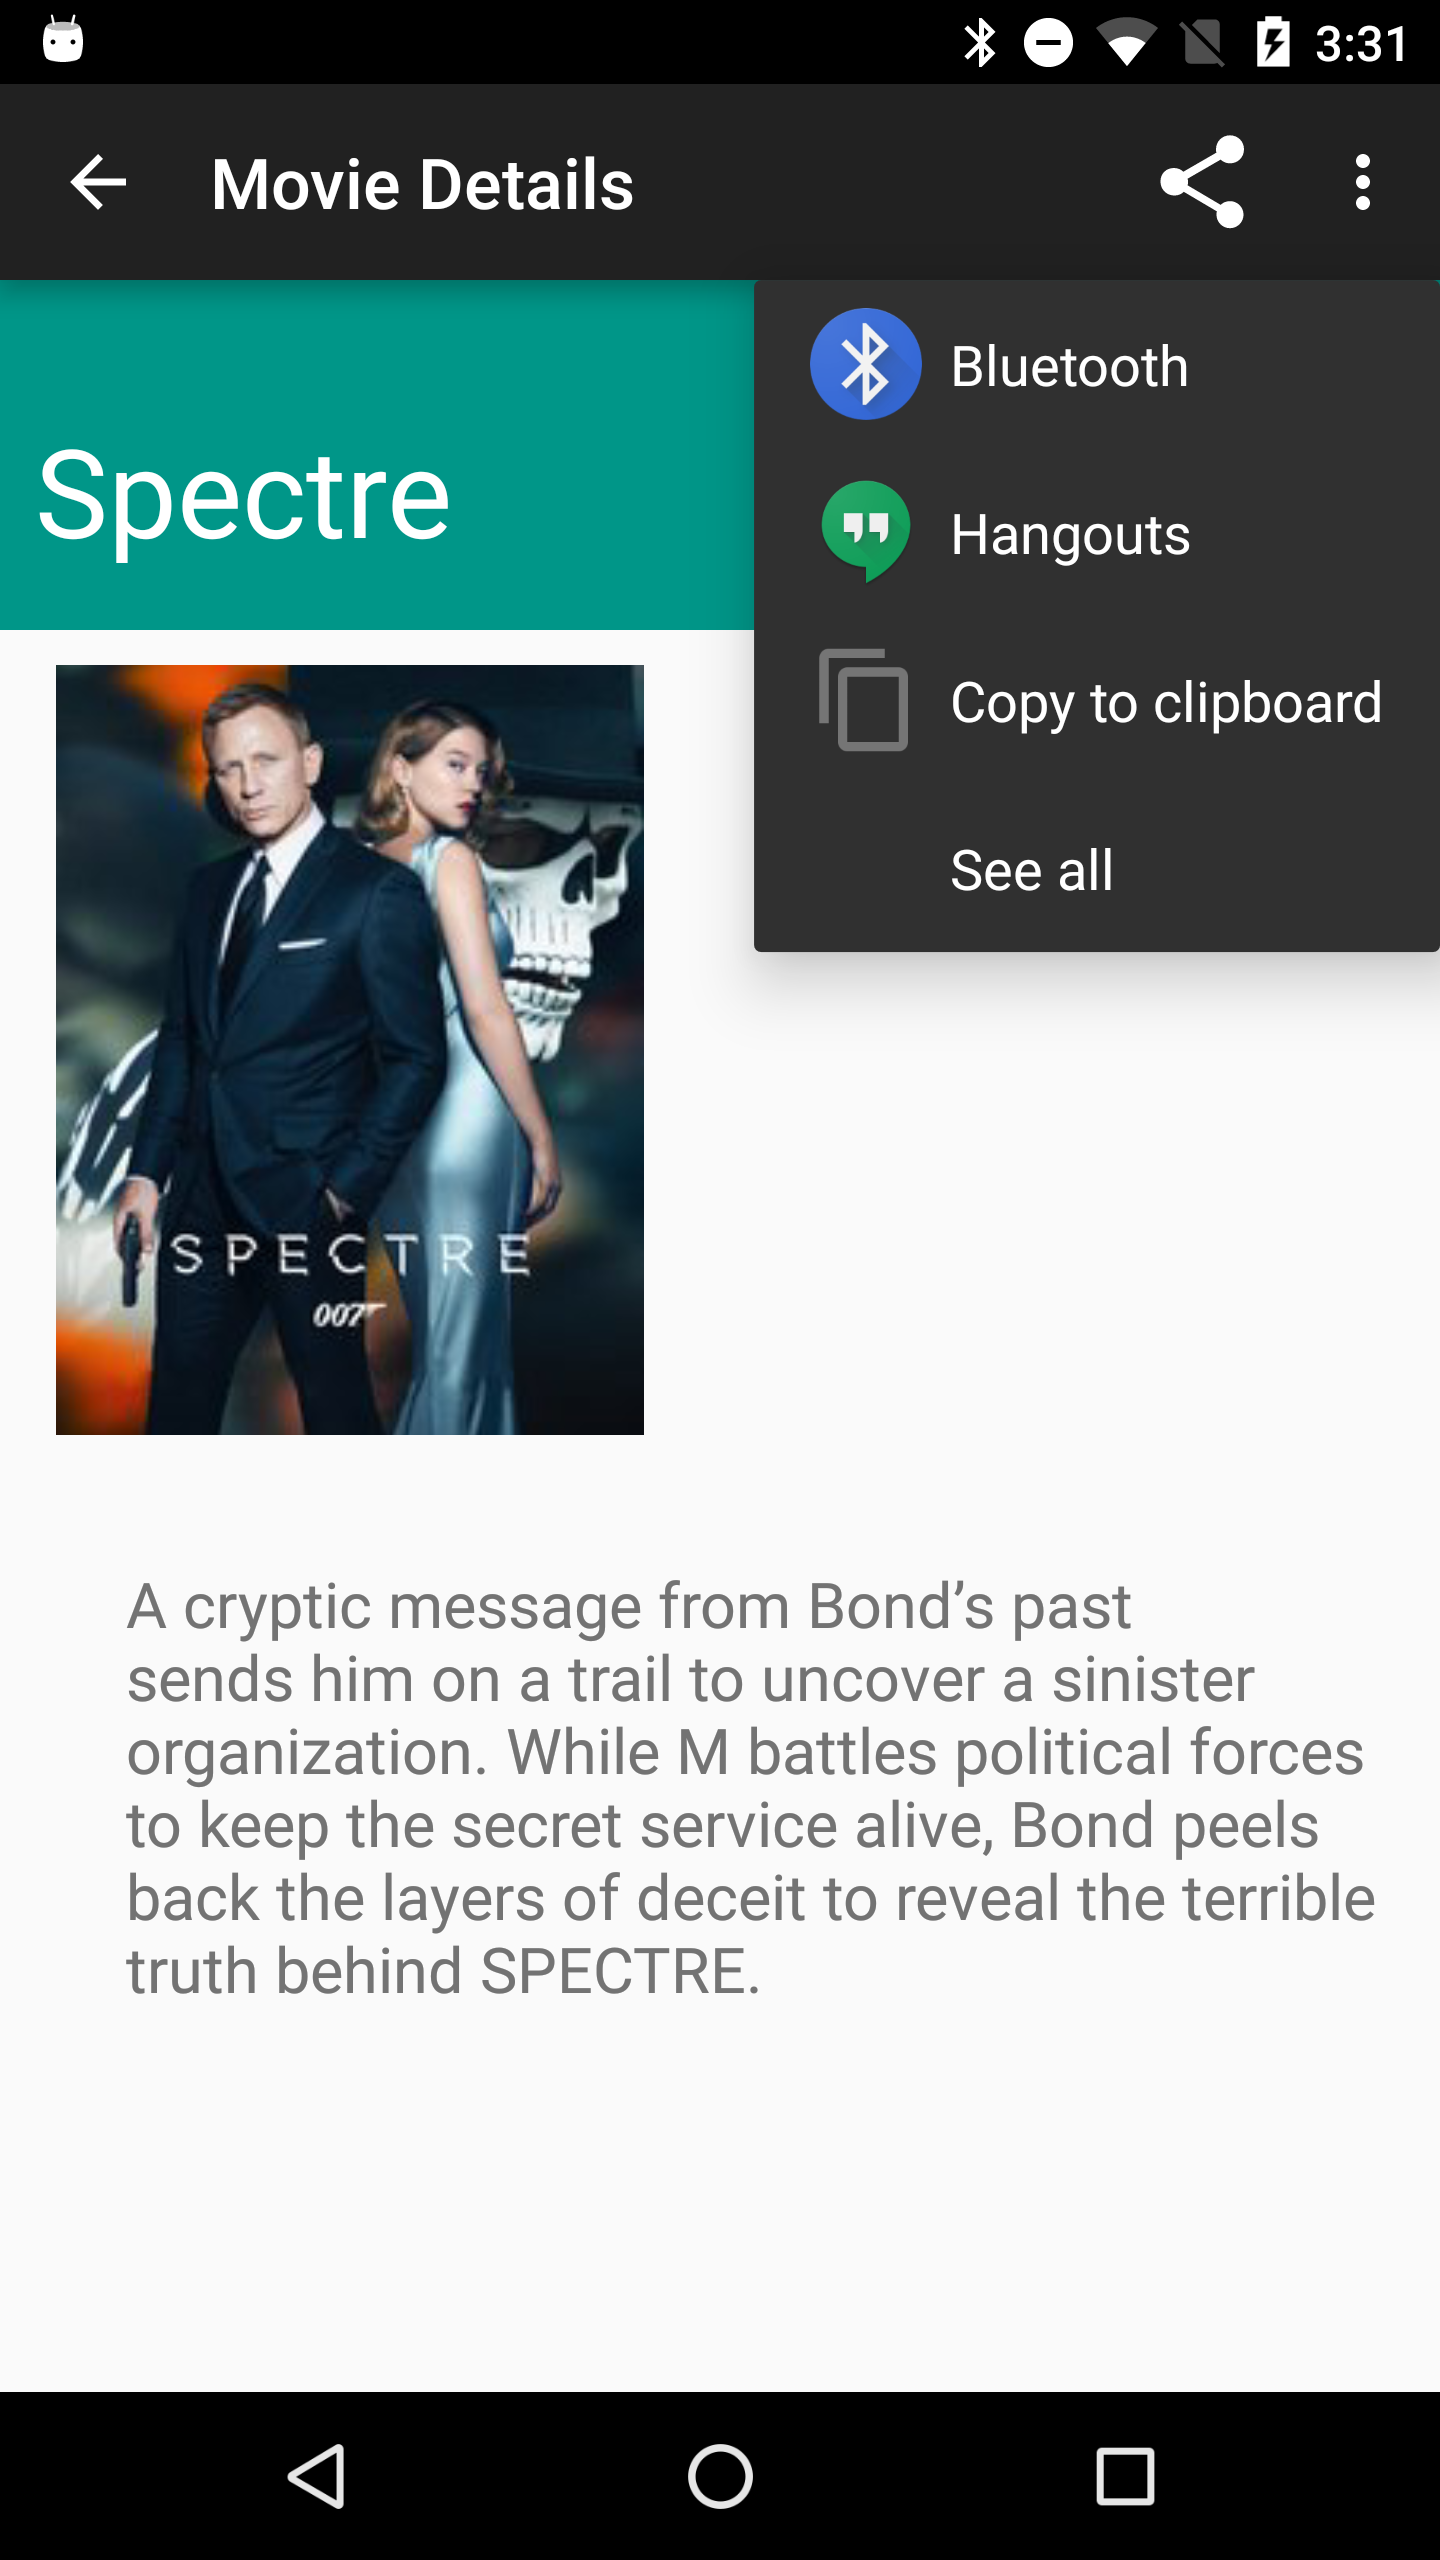 3:31
Movie Details
Bluetooth
Hangouts
Copy to clipboard
See all
Spectre
SPECTRE
007
A cryptic message from Bond’s past
sends him on a trail to uncover a sinister
organization. While M battles political forces
to keep the secret service alive, Bond peels
back the layers of deceit to reveal the terrible
truth behind SPECTRE.